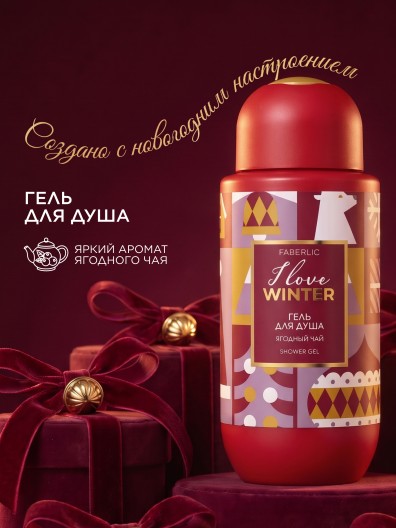 Создано с новогодним настроением
ГЕЛЬ
ДЛЯ ДУША
ЯРКИЙ АРОМАТ
ЯГОДНОГО ЧАЯ
FABERLIC
I love
WINTER
ГЕЛЬ
ДЛЯ ДУША
ЯГОДНЫЙ ЧАЙ
SHOWER GEL